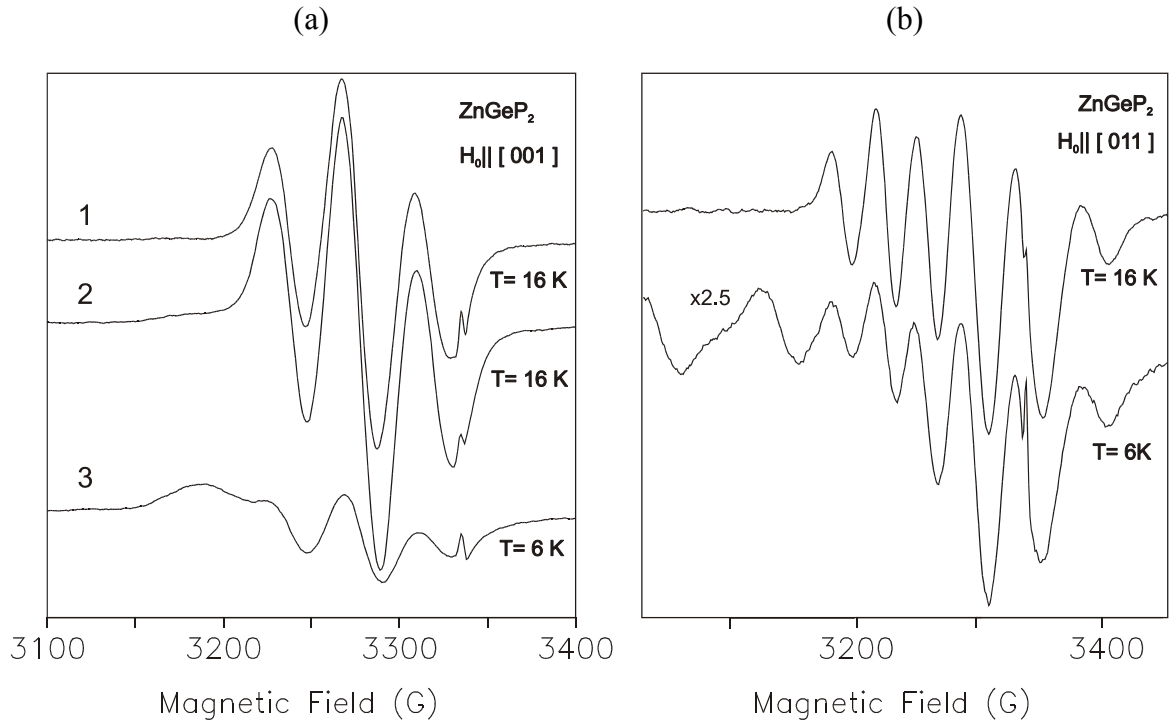 (a)
ZnGeP₂
H₀|| [ 001 ]
1
T= 16 K
2
T= 16 K
3
T= 6 K
3100
3200
3300
3400
Magnetic Field (G)
(b)
ZnGeP₂
H₀|| [ 011 ]
x2.5
T= 16 K
T= 6K
3200
3400
Magnetic Field (G)